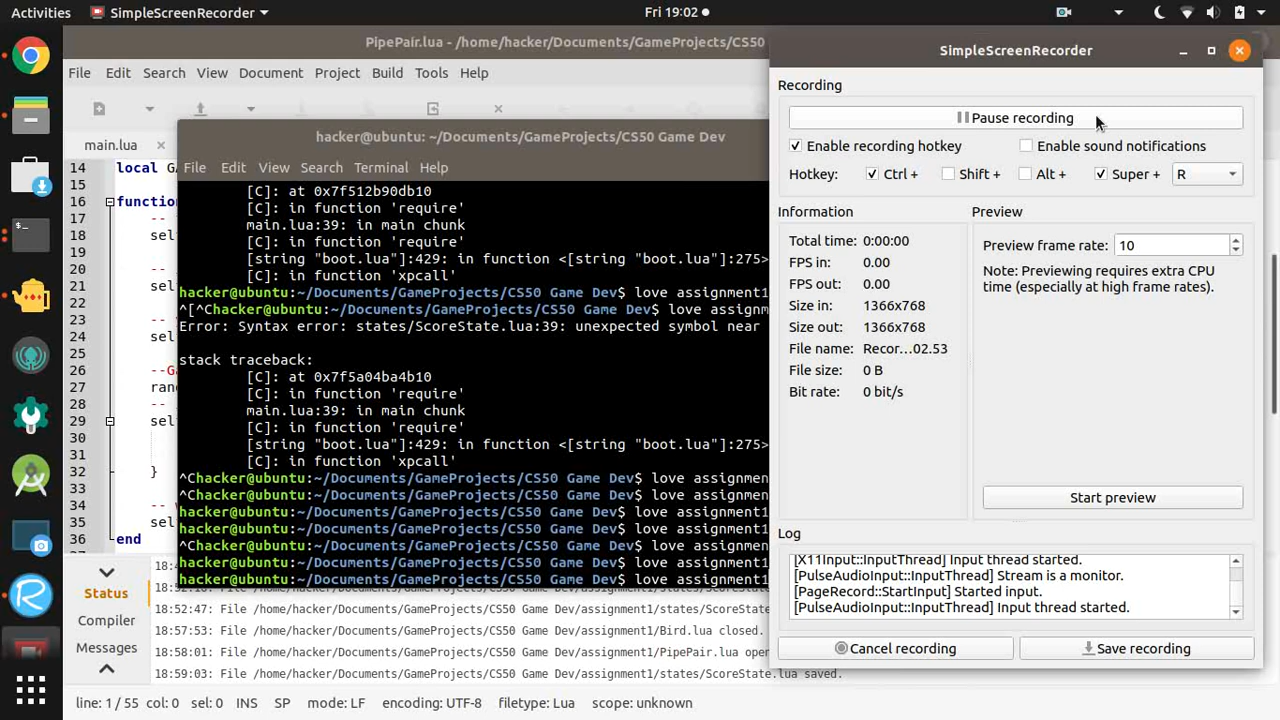 Activities SimpleScreenRecorder Fri 19:02
PipePair.lua - /home/hacker/Documents/GameProjects/CS50
File Edit Search View Document Project Build Tools Help
main.lua
14 local GA
15
16 function
17 --
18 sel
19
20 --
21 sel
22
23 --
24 sel
25
26 --Ga
27 ran
28 --
29 sel
30
31
32 }
33
34 --
35 sel
36 end
hacker@ubuntu: ~/Documents/GameProjects/CS50 Game Dev
File Edit View Search Terminal Help
[C]: at 0x7f512b90db10
[C]: in function 'require'
main.lua:39: in main chunk
[C]: in function 'require'
[string "boot.lua"]:429: in function <[string "boot.lua"]:275>
[C]: in function 'xpcall'
hacker@ubuntu:~/Documents/GameProjects/CS50 Game Dev$ love assignment1
^[^Chacker@ubuntu:~/Documents/GameProjects/CS50 Game Dev$ love assignm
Error: Syntax error: states/ScoreState.lua:39: unexpected symbol near
stack traceback:
[C]: at 0x7f5a04ba4b10
[C]: in function 'require'
main.lua:39: in main chunk
[C]: in function 'require'
[string "boot.lua"]:429: in function <[string "boot.lua"]:275>
[C]: in function 'xpcall'
^Chacker@ubuntu:~/Documents/GameProjects/CS50 Game Dev$ love assignmen
^Chacker@ubuntu:~/Documents/GameProjects/CS50 Game Dev$ love assignmen
hacker@ubuntu:~/Documents/GameProjects/CS50 Game Dev$ love assignment1
hacker@ubuntu:~/Documents/GameProjects/CS50 Game Dev$ love assignment1
^Chacker@ubuntu:~/Documents/GameProjects/CS50 Game Dev$ love assignmen
hacker@ubuntu:~/Documents/GameProjects/CS50 Game Dev$ love assignment1
hacker@ubuntu:~/Documents/GameProjects/CS50 Game Dev$ love assignment1
Status
Compiler
Messages
18:52:47: File /home/hacker/Documents/GameProjects/CS50 Game Dev/assignment1/states/ScoreSta
18:57:53: File /home/hacker/Documents/GameProjects/CS50 Game Dev/assignment1/Bird.lua closed.
18:58:01: File /home/hacker/Documents/GameProjects/CS50 Game Dev/assignment1/PipePair.lua open
18:59:03: File /home/hacker/Documents/GameProjects/CS50 Game Dev/assignment1/states/ScoreState.lua saved.
line: 1 / 55 col: 0 sel: 0 INS SP mode: LF encoding: UTF-8 filetype: Lua scope: unknown
SimpleScreenRecorder
Recording
Pause recording
Enable recording hotkey Enable sound notifications
Hotkey: Ctrl + Shift + Alt + Super + R
Information
Total time: 0:00:00
FPS in: 0.00
FPS out: 0.00
Size in: 1366x768
Size out: 1366x768
File name: Recor...02.53
File size: 0 B
Bit rate: 0 bit/s
Preview
Preview frame rate: 10
Note: Previewing requires extra CPU
time (especially at high frame rates).
Start preview
Log
[X11Input::InputThread] Input thread started.
[PulseAudioInput::InputThread] Stream is a monitor.
[PageRecord::StartInput] Started input.
[PulseAudioInput::InputThread] Input thread started.
Cancel recording Save recording